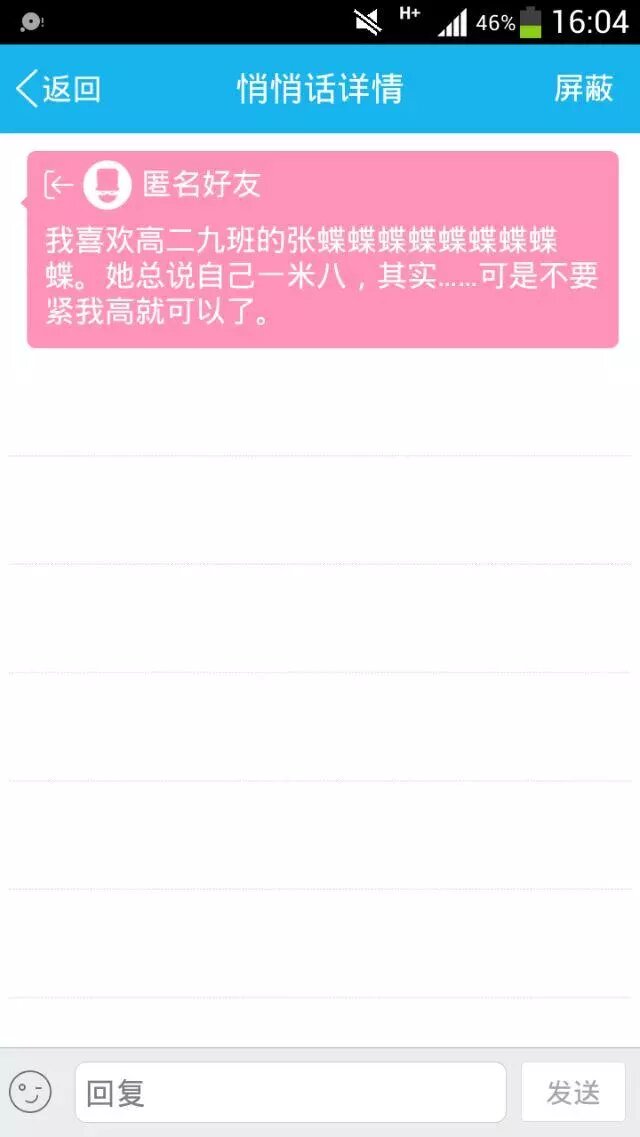 H+ 46% 16:04
返回 悄悄话详情 屏蔽
匿名好友
我喜欢高二九班的张蝶蝶蝶蝶蝶蝶蝶蝶
蝶。她总说自己一米八，其实……可是不要
紧我高就可以了。
回复 发送